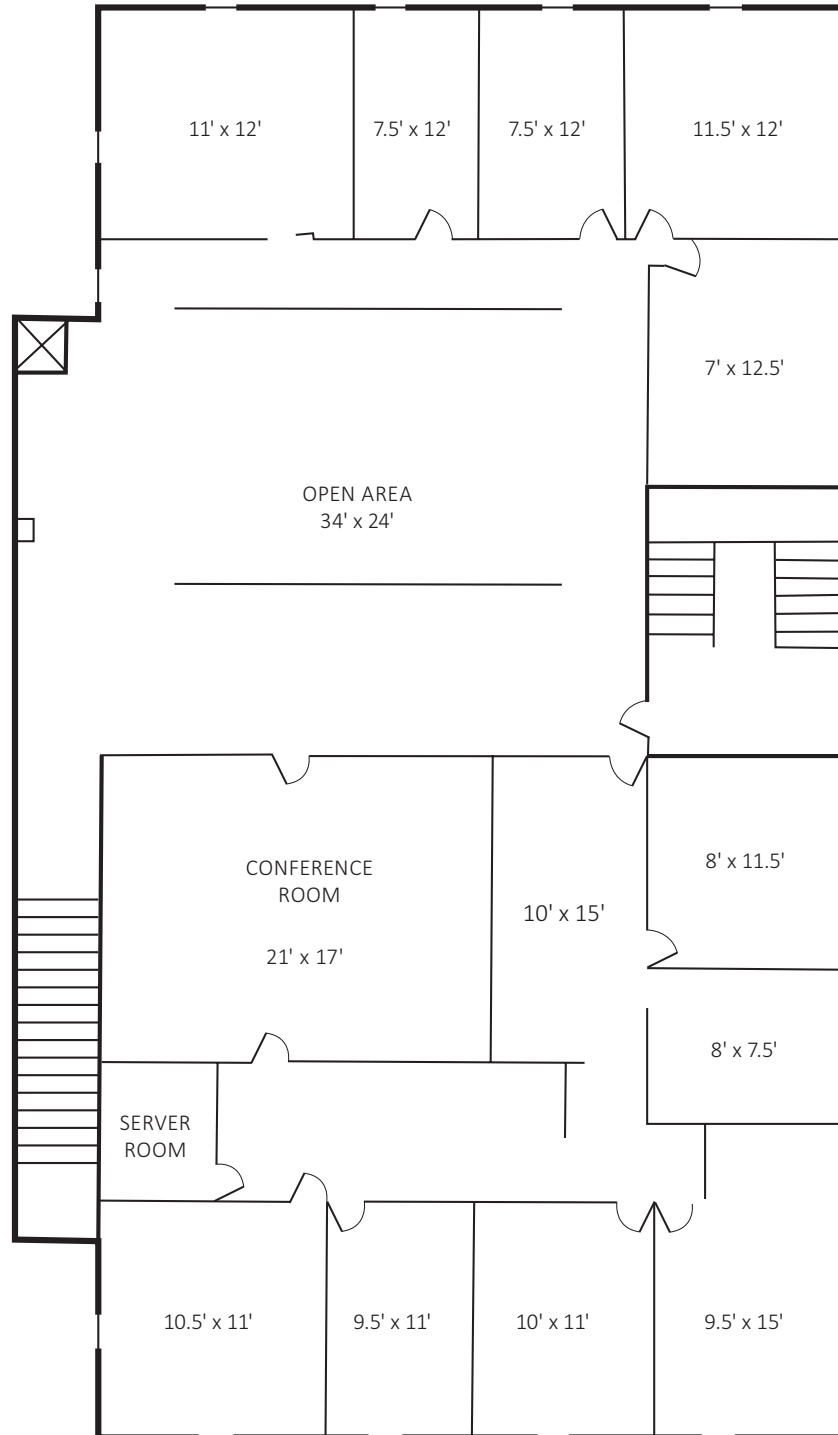 11' x 12'
7.5' x 12'
7.5' x 12'
11.5' x 12'
7' x 12.5'
OPEN AREA
34' x 24'
CONFERENCE
ROOM
21' x 17'
10' x 15'
8' x 11.5'
8' x 7.5'
SERVER
ROOM
10.5' x 11'
9.5' x 11'
10' x 11'
9.5' x 15'